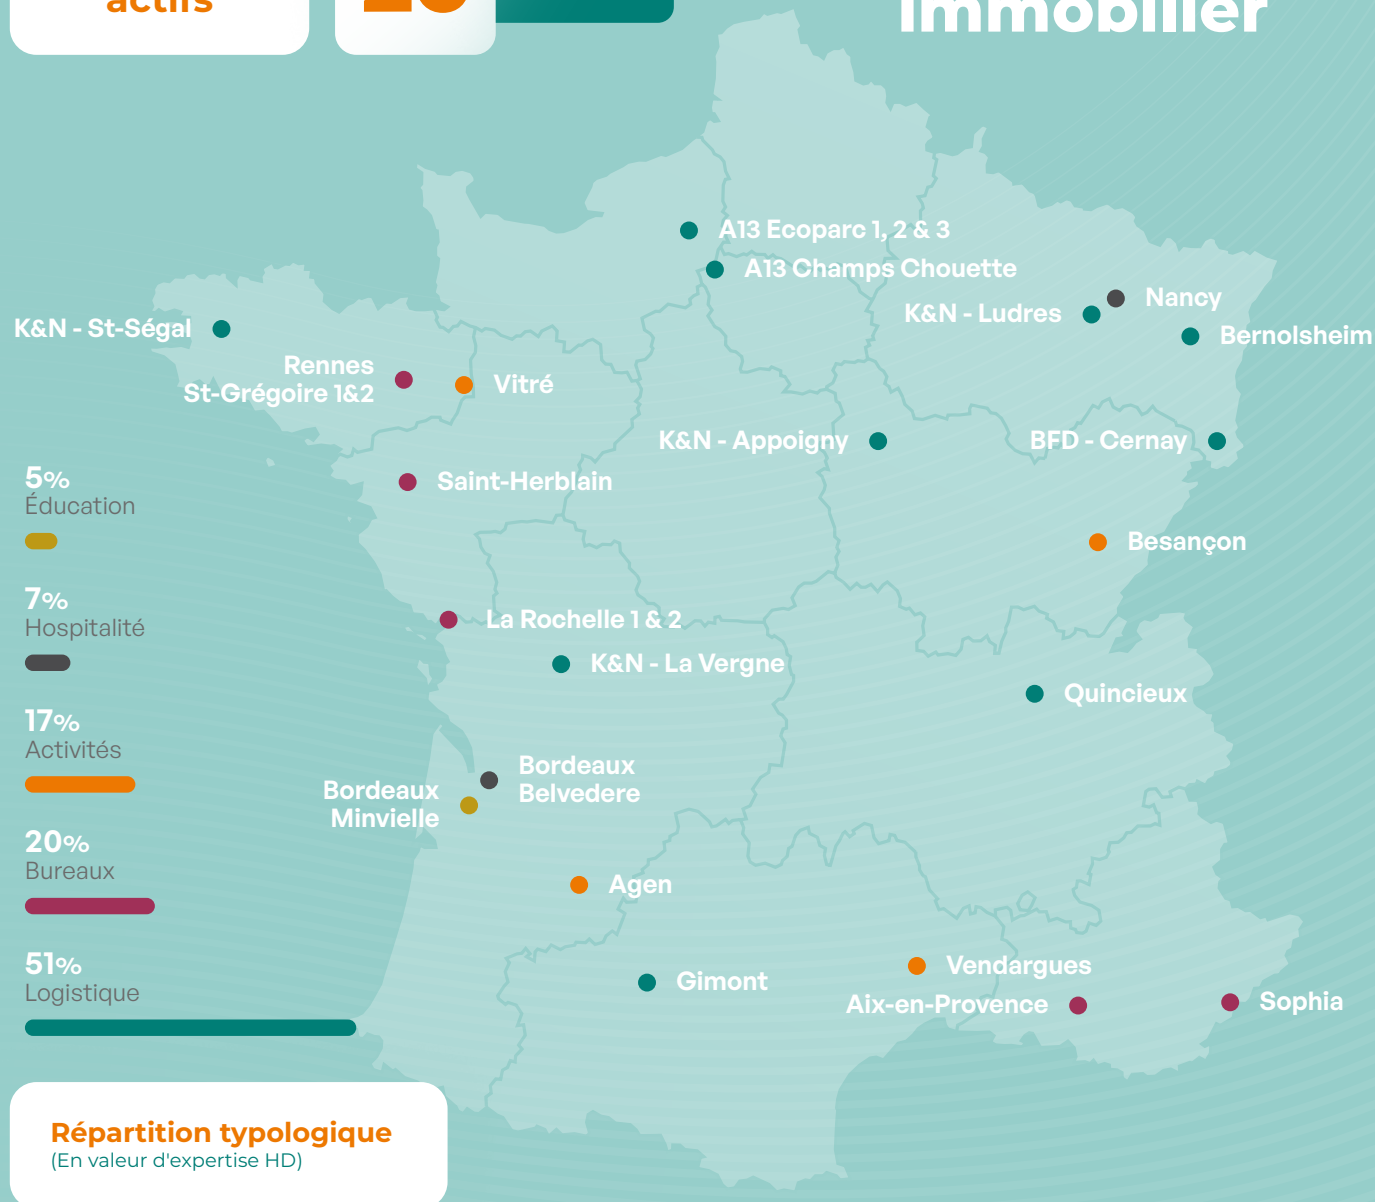 actifs
immobilier
A13 Ecoparc 1, 2 & 3
A13 Champs Chouette
Nancy
K&N - Ludres
K&N - St-Ségal
Bernolsheim
Rennes
St-Grégoire 1&2
Vitré
K&N - Appoigny
BFD - Cernay
Saint-Herblain
5%
Éducation
Besançon
7%
Hospitalité
La Rochelle 1 & 2
K&N - La Vergne
Quincieux
17%
Activités
Bordeaux
Belvedere
Bordeaux
Minvielle
20%
Bureaux
Agen
51%
Logistique
Vendargues
Gimont
Aix-en-Provence
Sophia
Répartition typologique
(En valeur d'expertise HD)